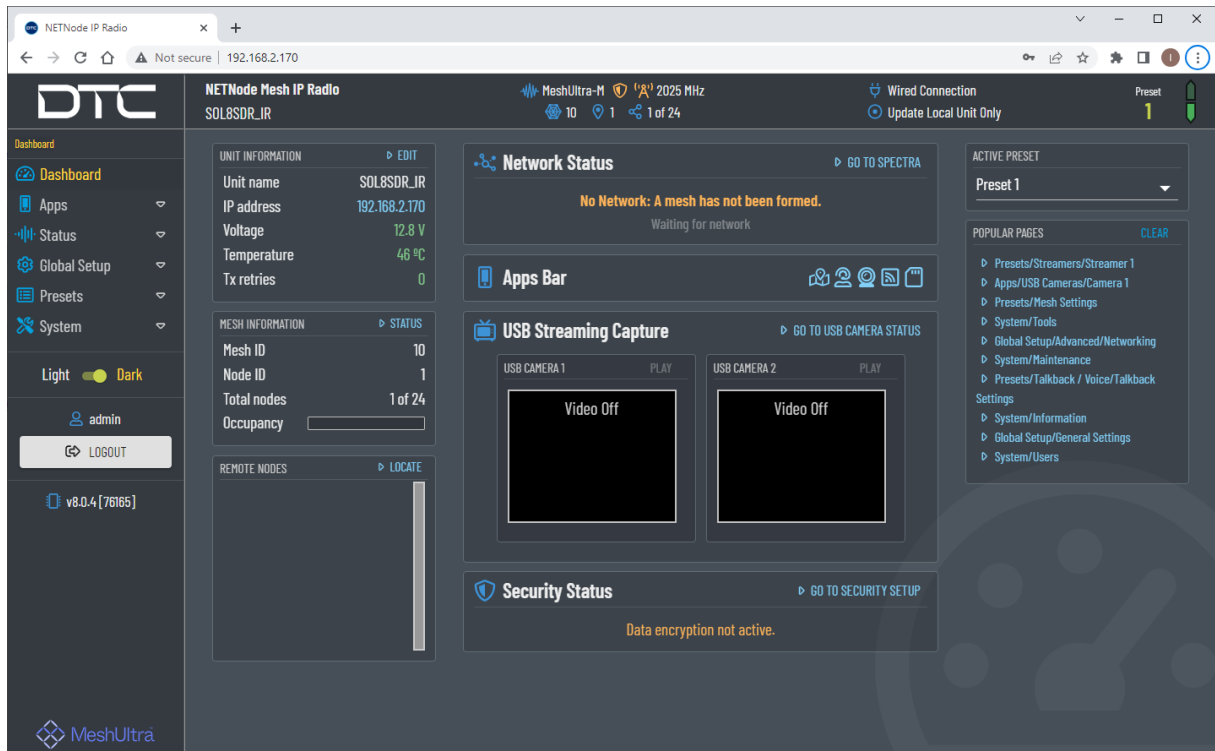 NETNode IP Radio
Not secure
192.168.2.170
DTC
NETNode Mesh IP Radio
SOL8SDR_IR
MeshUltra-M 2025 MHz
10 1 1 of 24
Wired Connection
Update Local Unit Only
Preset
1
Dashboard
Dashboard
Apps
Status
Global Setup
Presets
System
Light Dark
admin
LOGOUT
v8.0.4 [76165]
MeshUltra
UNIT INFORMATION EDIT
Unit name SOL8SDR_IR
IP address 192.168.2.170
Voltage 12.8 V
Temperature 46 ºC
Tx retries 0
MESH INFORMATION STATUS
Mesh ID 10
Node ID 1
Total nodes 1 of 24
Occupancy
REMOTE NODES LOCATE
Network Status GO TO SPECTRA
No Network: A mesh has not been formed.
Waiting for network
Apps Bar
USB Streaming Capture GO TO USB CAMERA STATUS
USB CAMERA 1 PLAY
Video Off
USB CAMERA 2 PLAY
Video Off
Security Status GO TO SECURITY SETUP
Data encryption not active.
ACTIVE PRESET
Preset 1
POPULAR PAGES CLEAR
Presets/Streamers/Streamer 1
Apps/USB Cameras/Camera 1
Presets/Mesh Settings
System/Tools
Global Setup/Advanced/Networking
System/Maintenance
Presets/Talkback / Voice/Talkback
Settings
System/Information
Global Setup/General Settings
System/Users